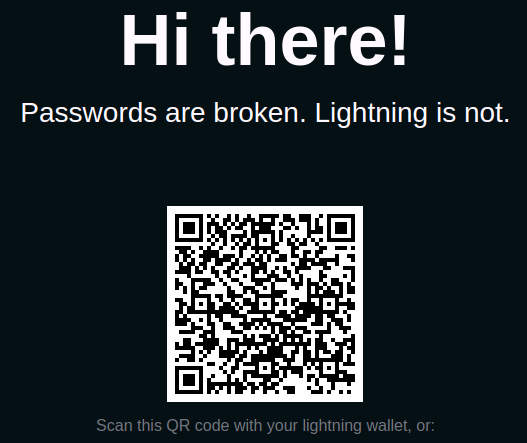 Hi there!
Passwords are broken. Lightning is not.
Scan this QR code with your lightning wallet, or: